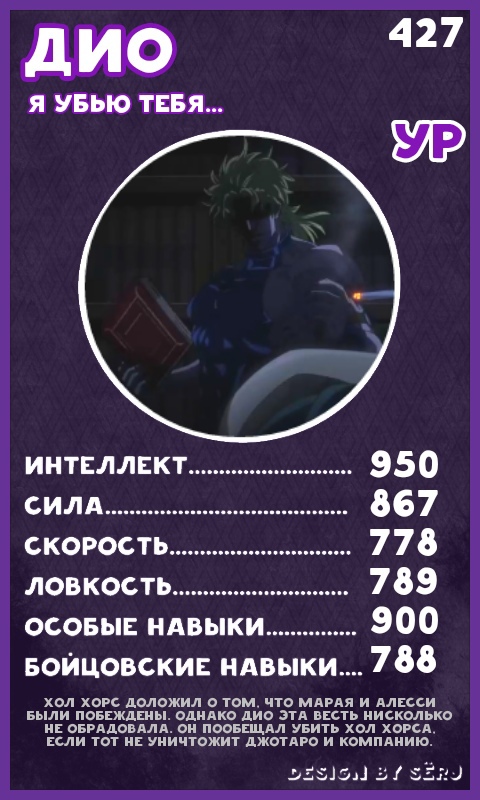 ДИО
427
Я УБЬЮ ТЕБЯ...
УР
ИНТЕЛЛЕКТ............................ 950
СИЛА.......................................... 867
СКОРОСТЬ............................... 778
ЛОВКОСТЬ.............................. 789
ОСОБЫЕ НАВЫКИ............... 900
БОЙЦОВСКИЕ НАВЫКИ.... 788
ХОЛ ХОРС ДОЛОЖИЛ О ТОМ, ЧТО МАРАЯ И АЛЕССИ
БЫЛИ ПОБЕЖДЕНЫ. ОДНАКО ДИО ЭТА ВЕСТЬ НИСКОЛЬКО
НЕ ОБРАДОВАЛА. ОН ПООБЕЩАЛ УБИТЬ ХОЛ ХОРСА,
ЕСЛИ ТОТ НЕ УНИЧТОЖИТ ДЖОТАРО И КОМПАНИЮ.
DESIGN BY SЁRJ